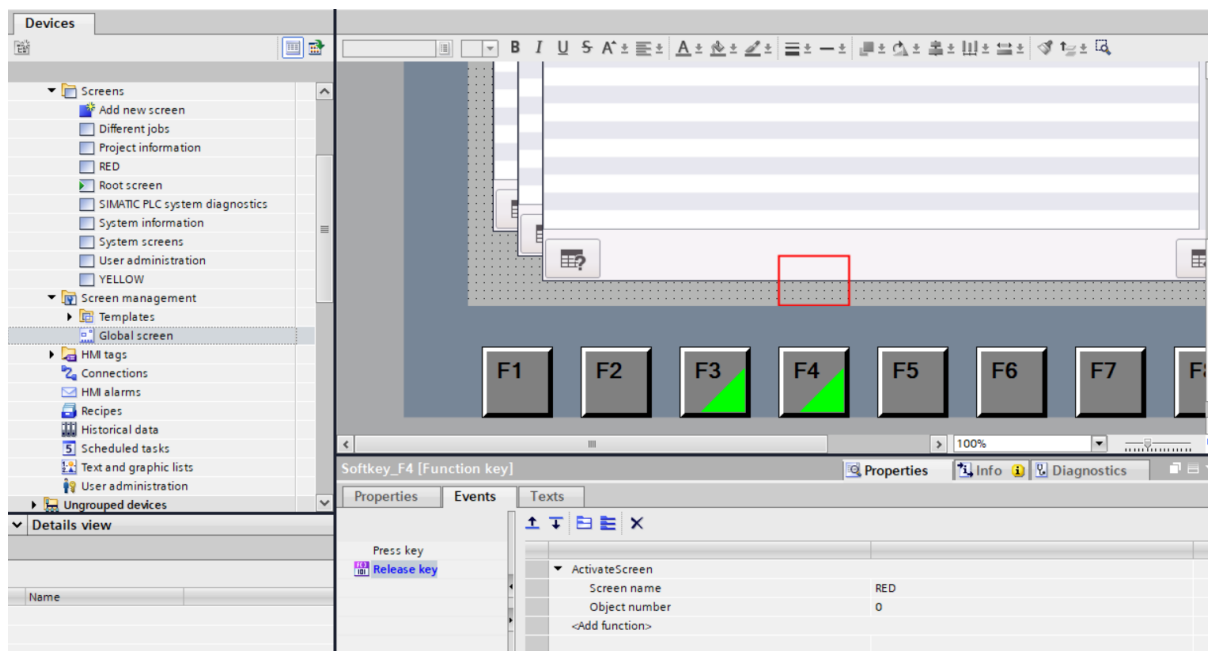 Devices
B I U S A
Screens
Add new screen
Different jobs
Project information
RED
Root screen
SIMATIC PLC system diagnostics
System information
System screens
User administration
YELLOW
Screen management
Templates
Global screen
HMI tags
Connections
HMI alarms
Recipes
Historical data
Scheduled tasks
Text and graphic lists
User administration
Ungrouped devices
Details view
Name
F1 F2 F3 F4 F5 F6 F7
100%
Softkey_F4 [Function key]
Properties Info Diagnostics
Properties Events Texts
Press key
Release key
ActivateScreen
Screen name RED
Object number 0
<Add function>